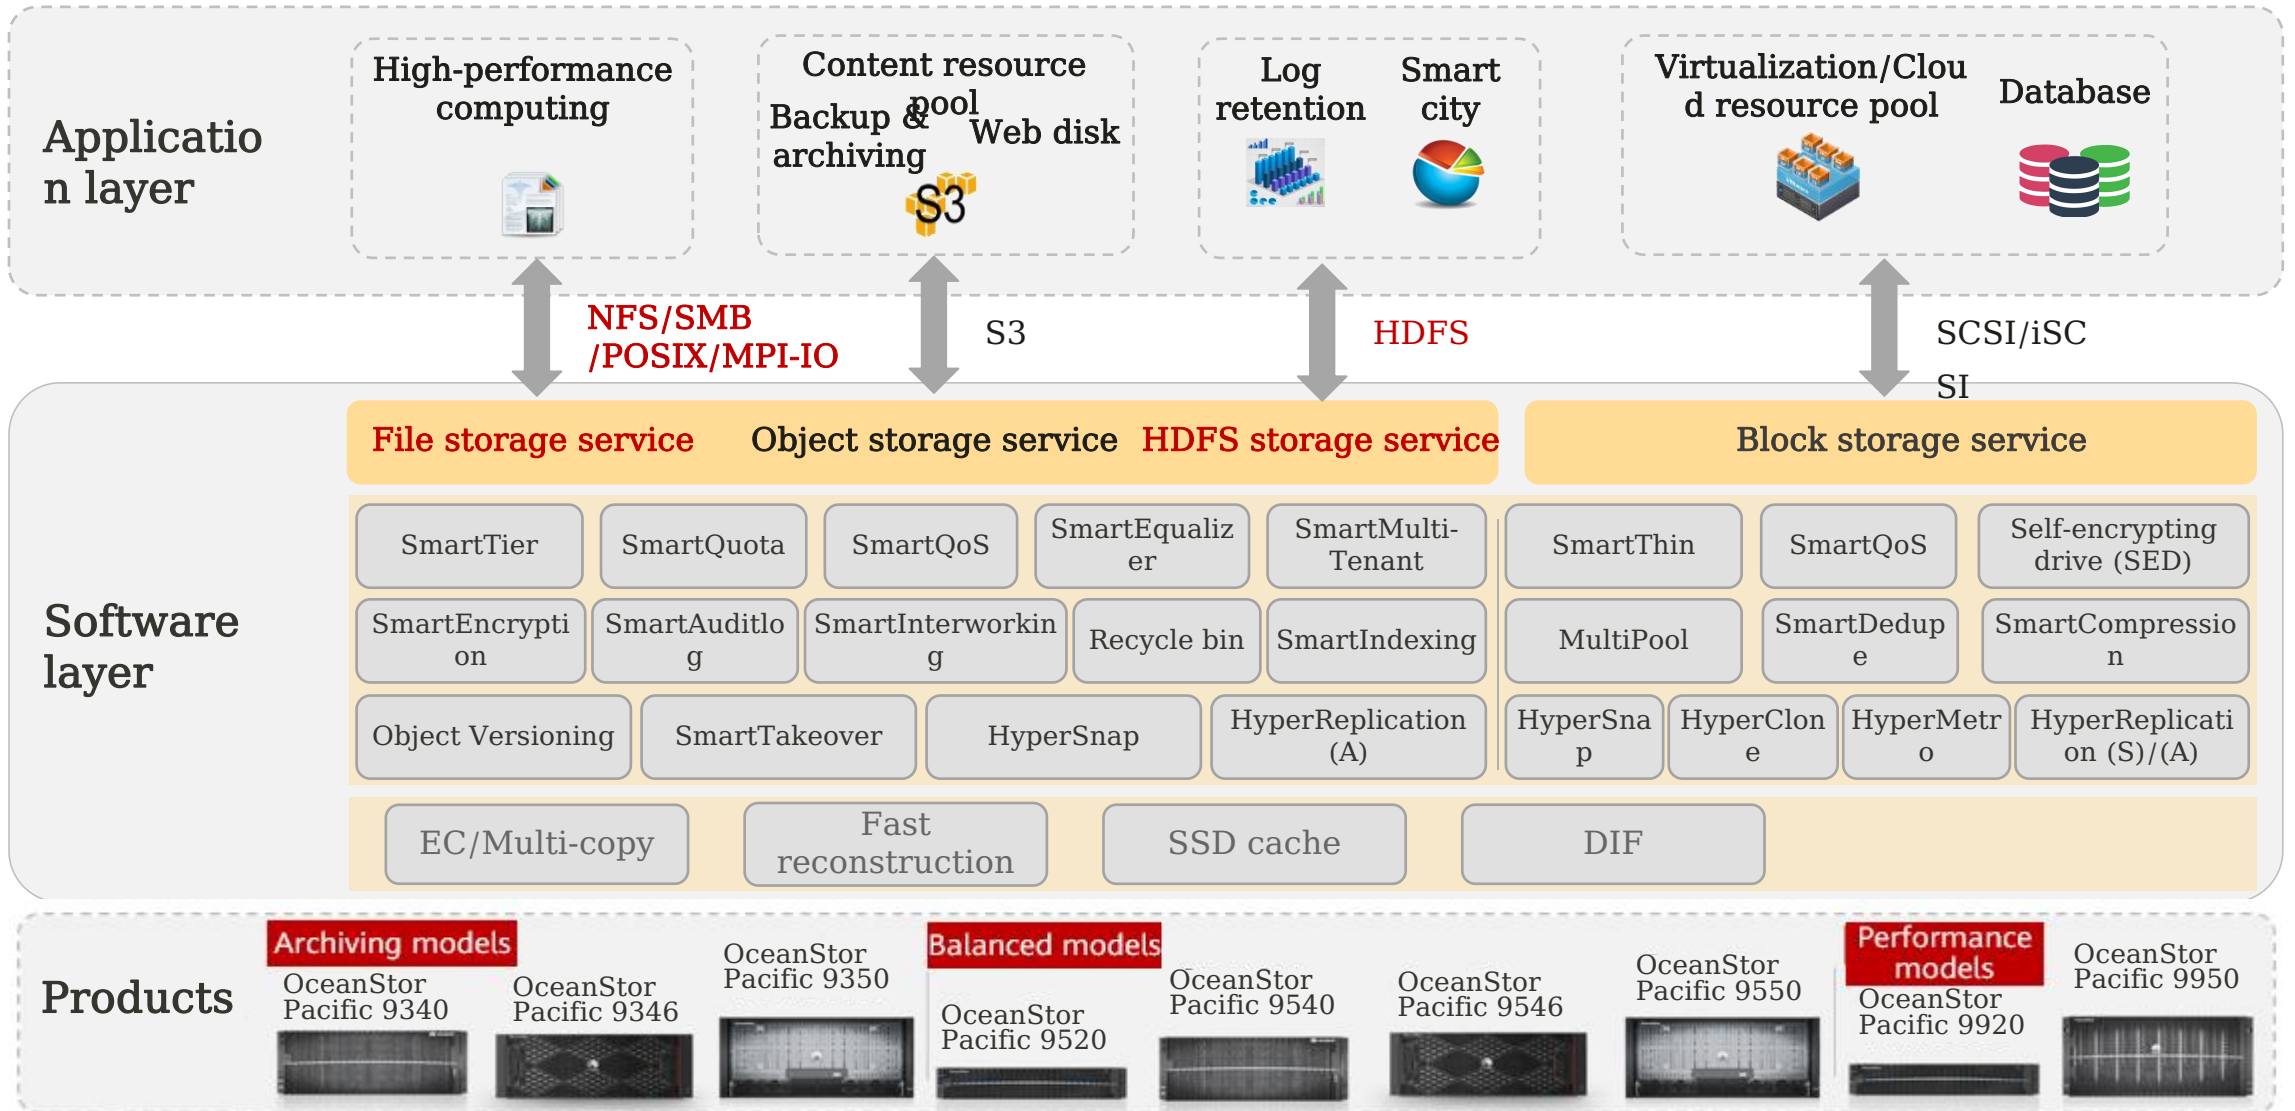 Applicatio
n layer
High-performance
computing
Content resource
pool
Backup &
archiving
Web disk
S3
Log
retention
Smart
city
Virtualization/Clou
d resource pool
Database
NFS/SMB
/POSIX/MPI-IO
S3
HDFS
SCSI/iSC
SI
Software
layer
File storage service
Object storage service
HDFS storage service
Block storage service
SmartTier
SmartQuota
SmartQoS
SmartEqualiz
er
SmartMulti-
Tenant
SmartThin
SmartQoS
Self-encrypting
drive (SED)
SmartEncrypti
on
SmartAuditlo
g
SmartInterworkin
g
Recycle bin
SmartIndexing
MultiPool
SmartDedup
e
SmartCompressio
n
Object Versioning
SmartTakeover
HyperSnap
HyperReplication
(A)
HyperSna
p
HyperClon
e
HyperMetr
o
HyperReplicati
on (S)/(A)
EC/Multi-copy
Fast
reconstruction
SSD cache
DIF
Products
Archiving models
OceanStor
Pacific 9340
OceanStor
Pacific 9346
OceanStor
Pacific 9350
Balanced models
OceanStor
Pacific 9520
OceanStor
Pacific 9540
OceanStor
Pacific 9546
OceanStor
Pacific 9550
Performance
models
OceanStor
Pacific 9920
OceanStor
Pacific 9950